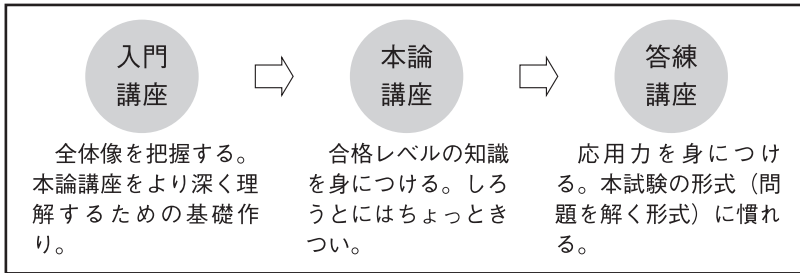 入門
講座
本論
講座
答練
講座
全体像を把握する。
本論講座をより深く理
解するための基礎作
り。
合格レベルの知識
を身につける。しろ
うとにはちょっとき
つい。
応用力を身につけ
る。本試験の形式（問
題を解く形式）に慣れ
る。